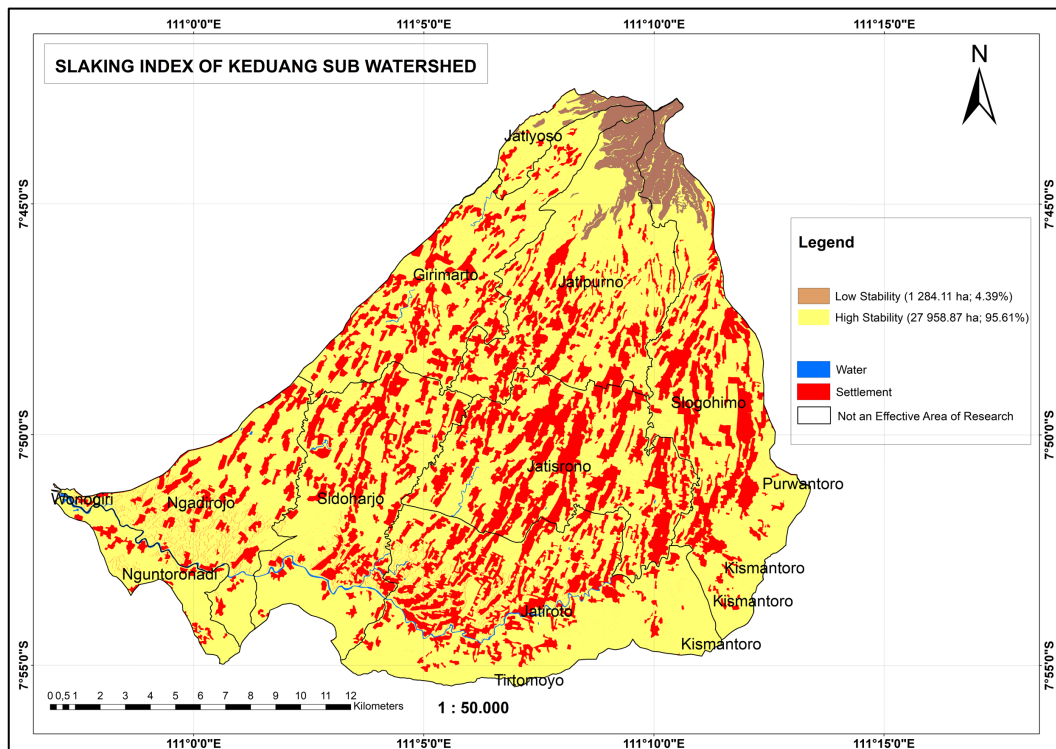 111°0'0"E 111°5'0"E 111°10'0"E 111°15'0"E
SLAKING INDEX OF KEDUANG SUB WATERSHED
N
Jatiyoso
7°45'0"S 7°45'0"S
Legend
Girimarto
Jatipurno
Low Stability (1 284.11 ha; 4.39%)
High Stability (27 958.87 ha; 95.61%)
Water
Settlement
Slogohimo
Not an Effective Area of Research
7°50'0"S 7°50'0"S
Jatisrono
Purwantoro
Wonogiri
Ngadirojo
Sidoharjo
Kismantoro
Nguntoronadi
Kismantoro
Jatiroto
Kismantoro
7°55'0"S 7°55'0"S
Tirtomoyo
0 0,5 1 2 3 4 5 6 7 8 9 10 11 12
Kilometers
1 : 50.000
111°0'0"E 111°5'0"E 111°10'0"E 111°15'0"E